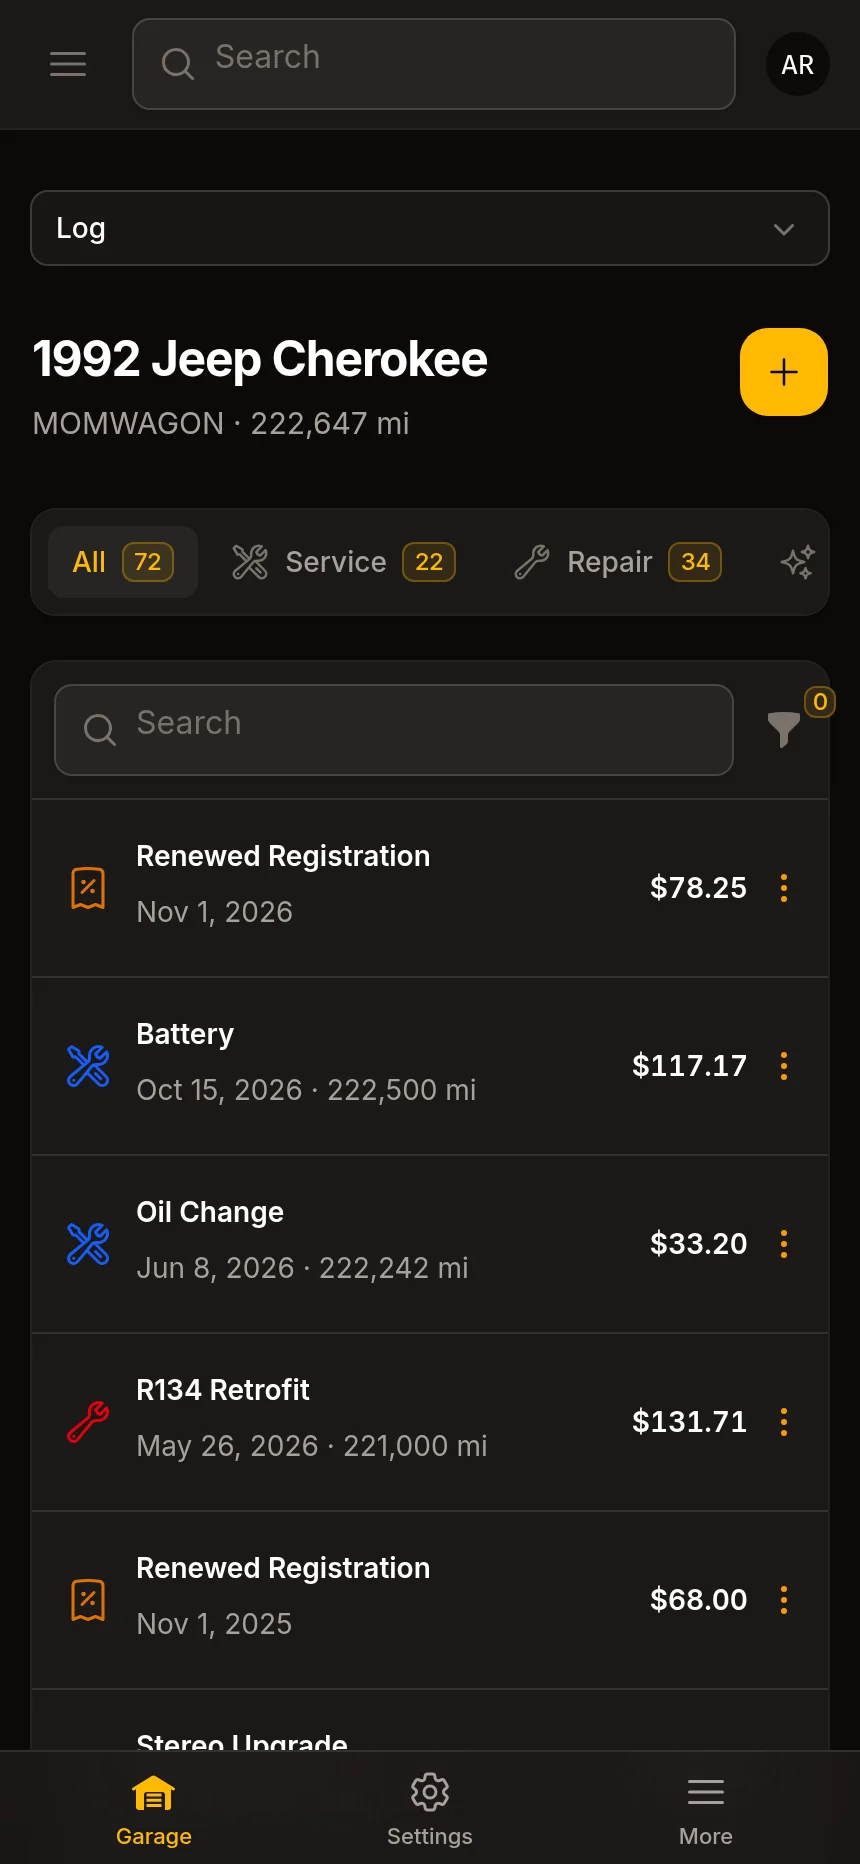 Search
AR
Log
1992 Jeep Cherokee
MOMWAGON · 222,647 mi
All 72 Service 22 Repair 34
Search
0
Renewed Registration
$78.25
Nov 1, 2026
Battery
$117.17
Oct 15, 2026 · 222,500 mi
Oil Change
$33.20
Jun 8, 2026 · 222,242 mi
R134 Retrofit
$131.71
May 26, 2026 · 221,000 mi
Renewed Registration
$68.00
Nov 1, 2025
Stereo Upgrade
Garage Settings More